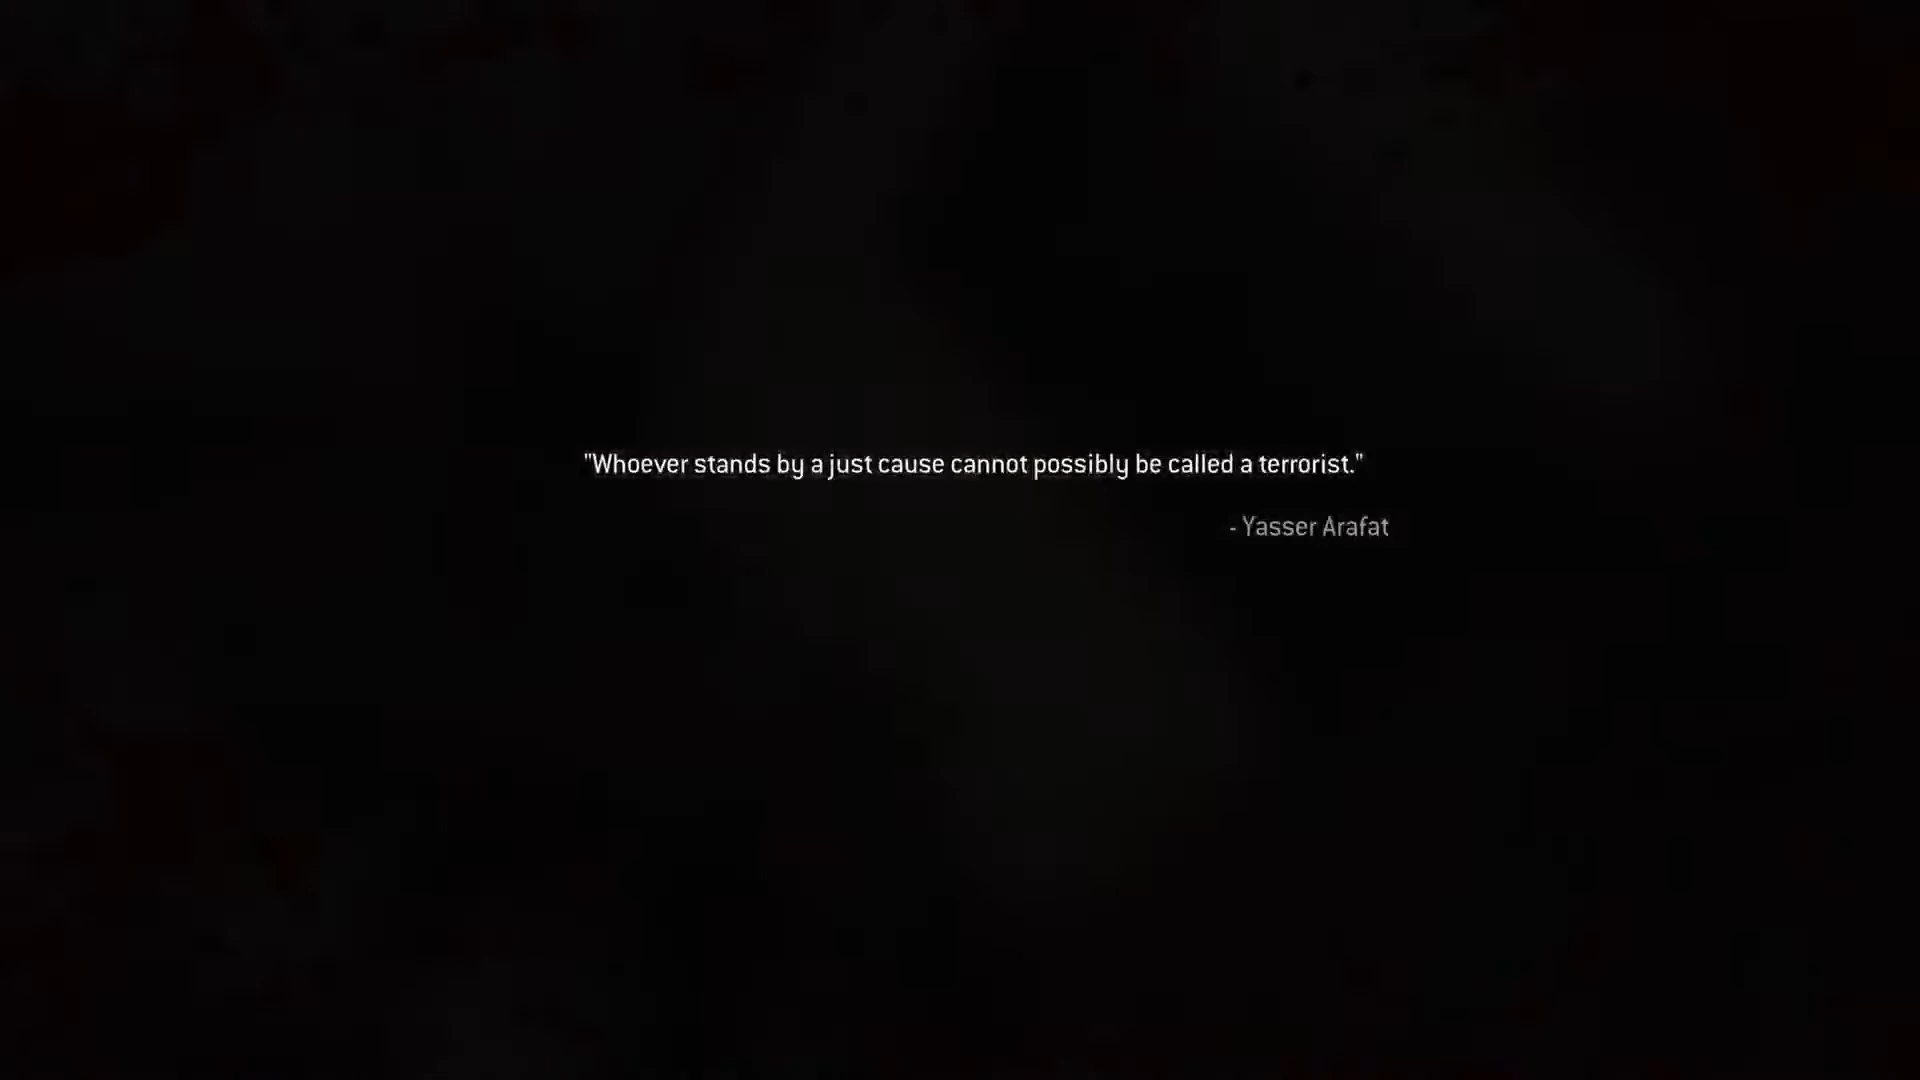 "Whoever stands by a just cause cannot possibly be called a terrorist."
- Yasser Arafat